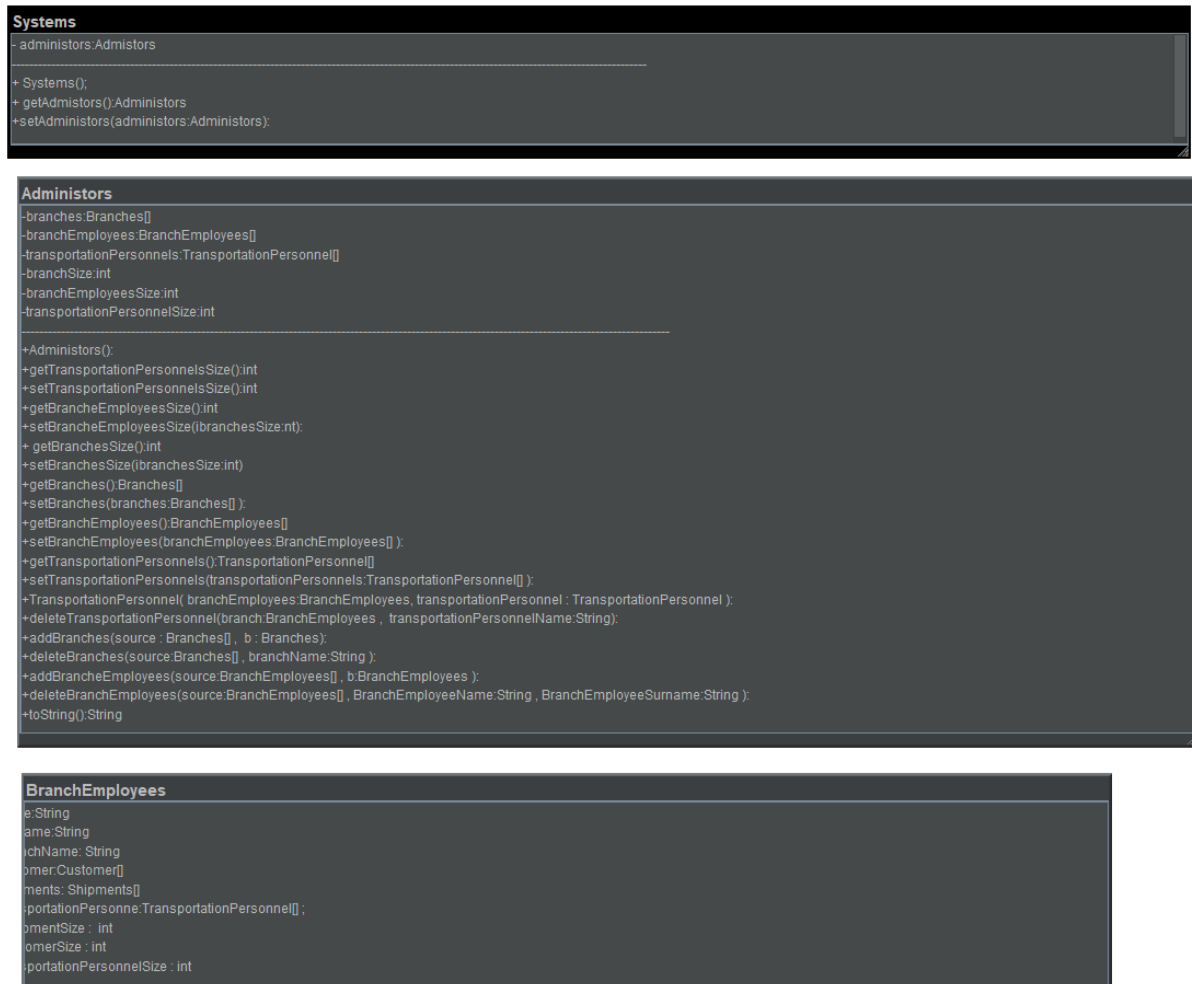 Systems
- administors:Admistors
+ Systems();
+ getAdmistors():Administors
+setAdministors(administors:Administors):
Administors
-branches:Branches[]
-branchEmployees:BranchEmployees[]
-transportationPersonnels:TransportationPersonnel[]
-branchSize:int
-branchEmployeesSize:int
-transportationPersonnelSize:int
+Administors():
+getTransportationPersonnelsSize():int
+setTransportationPersonnelsSize():int
+getBrancheEmployeesSize():int
+setBrancheEmployeesSize(ibranchesSize:nt):
+ getBranchesSize():int
+setBranchesSize(ibranchesSize:int)
+getBranches():Branches[]
+setBranches(branches:Branches[] ):
+getBranchEmployees():BranchEmployees[]
+setBranchEmployees(branchEmployees:BranchEmployees[] ):
+getTransportationPersonnels():TransportationPersonnel[]
+setTransportationPersonnels(transportationPersonnels:TransportationPersonnel[] ):
+TransportationPersonnel( branchEmployees:BranchEmployees, transportationPersonnel : TransportationPersonnel ):
+deleteTransportationPersonnel(branch:BranchEmployees , transportationPersonnelName:String):
+addBranches(source : Branches[] , b : Branches):
+deleteBranches(source:Branches[] , branchName:String ):
+addBrancheEmployees(source:BranchEmployees[] , b:BranchEmployees ):
+deleteBranchEmployees(source:BranchEmployees[] , BranchEmployeeName:String , BranchEmployeeSurname:String ):
+toString():String
BranchEmployees
e:String
ame:String
chName: String
omer:Customer[]
ments: Shipments[]
sportationPersonne:TransportationPersonnel[] ;
omentSize : int
omerSize : int
sportationPersonnelSize : int